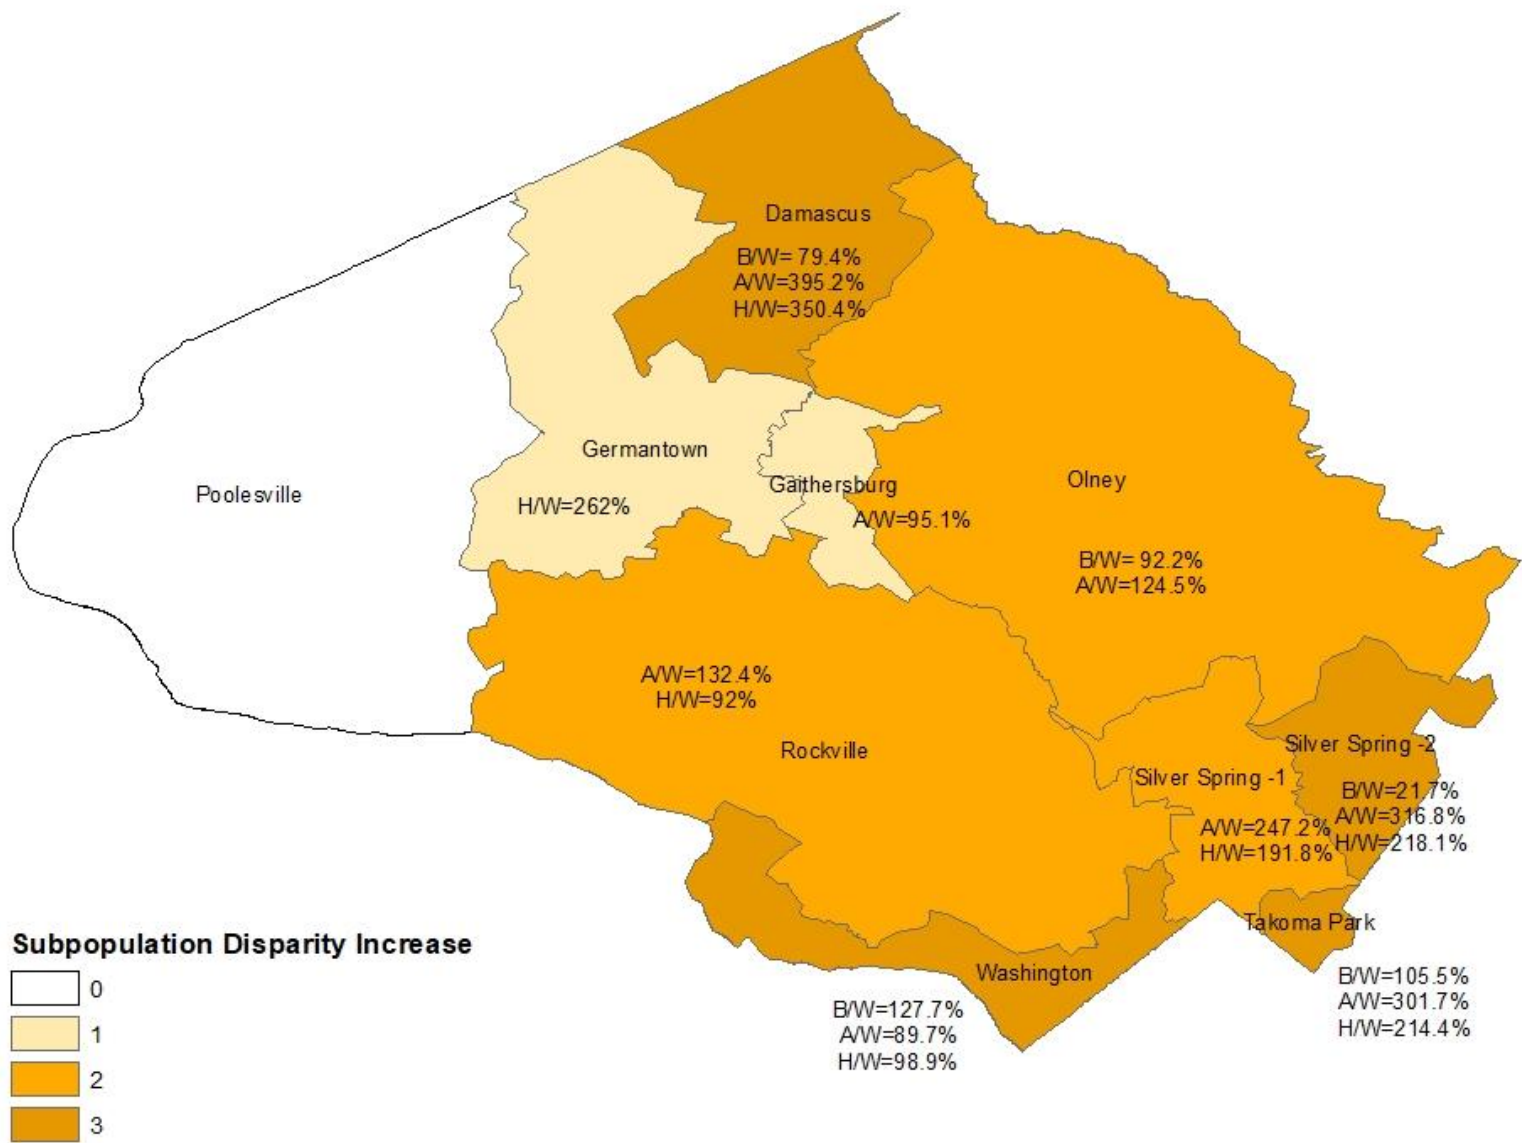 Damascus
B/W= 79.4%
A/W=395.2%
H/W=350.4%
Germantown
H/W=262%
Gaithersburg
A/W=95.1%
Poolesville
Olney
B/W= 92.2%
A/W=124.5%
A/W=132.4%
H/W=92%
Rockville
Silver Spring -2
B/W=21.7%
A/W=316.8%
H/W=218.1%
Silver Spring -1
A/W=247.2%
H/W=191.8%
Takoma Park
B/W=105.5%
A/W=301.7%
H/W=214.4%
Washington
B/W=127.7%
A/W=89.7%
H/W=98.9%
Subpopulation Disparity Increase
0
1
2
3